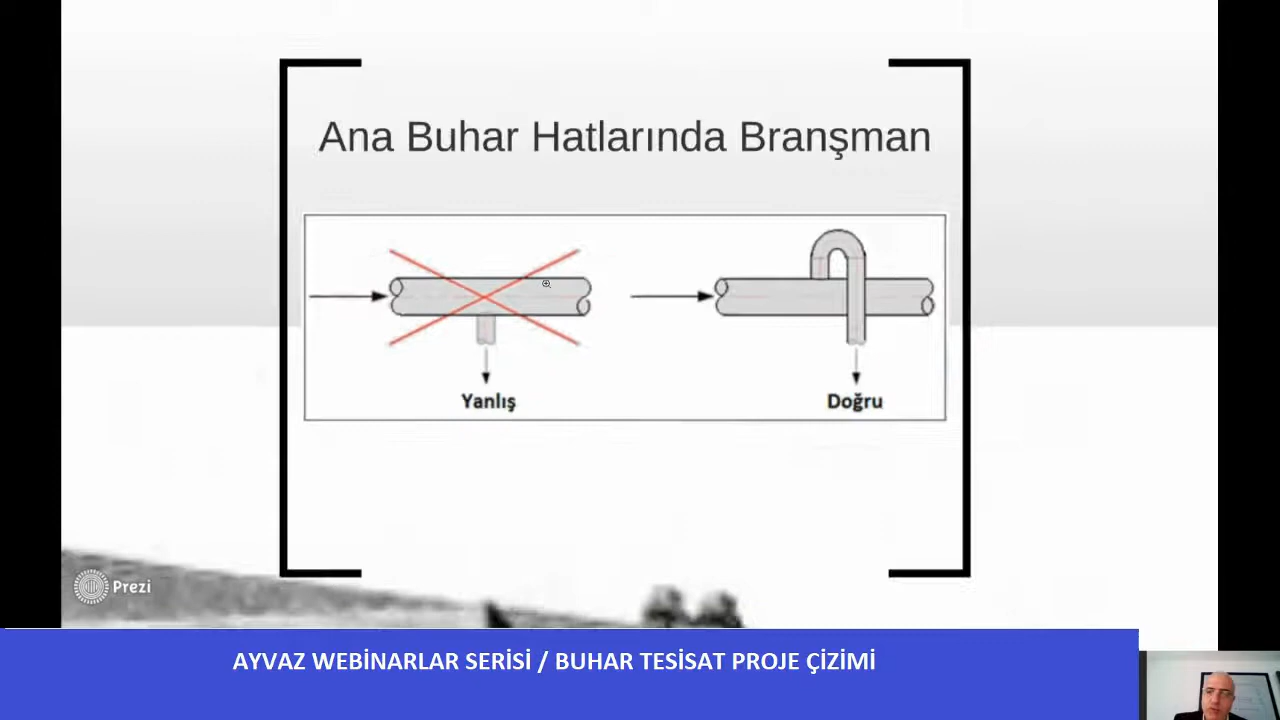 Ana Buhar Hatlarında Branşman
Yanlış
Doğru
Prezi
AYVAZ WEBİNARLAR SERİSİ / BUHAR TESİSAT PROJE ÇİZİMİ